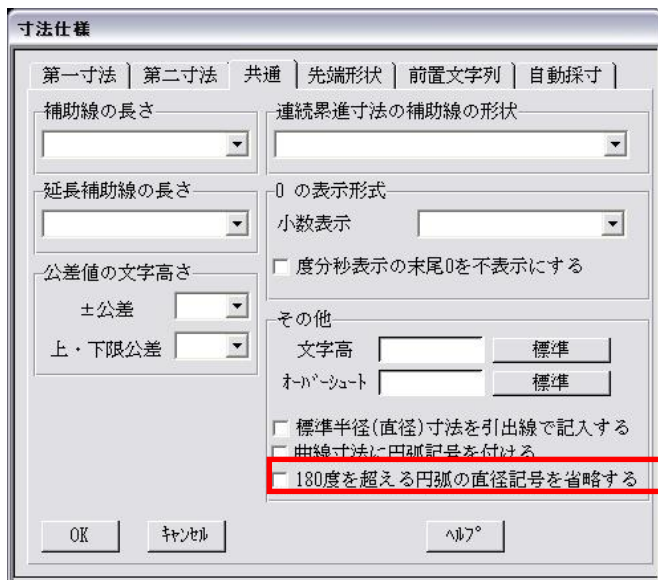 寸法仕様
第一寸法 第二寸法 共通 先端形状 前置文字列 自動採寸
補助線の長さ
連続累進寸法の補助線の形状
延長補助線の長さ
0 の表示形式
小数表示
度分秒表示の末尾0を不表示にする
公差値の文字高さ
±公差
上・下限公差
その他
文字高 標準
ｵｰﾊﾞｰｼｭｰﾄ 標準
標準半径(直径)寸法を引出線で記入する
曲線寸法に円弧記号を付ける
180度を超える円弧の直径記号を省略する
OK ｷｬﾝｾﾙ ﾍﾙﾌﾟ